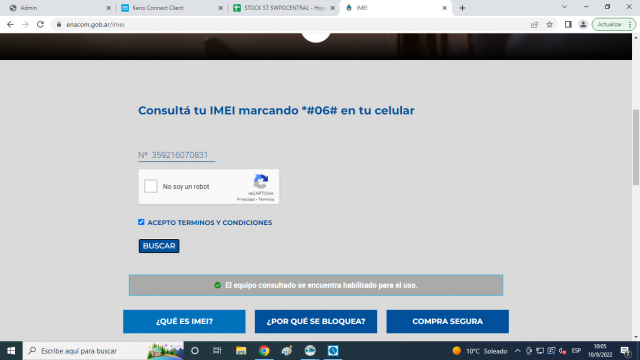 Admin
Kerio Connect Client
STOCK ST SWPOCENTRAL - Hoja
IMEI
enacom.gob.ar/imei
Actualizar
Consultá tu IMEI marcando *#06# en tu celular
Nº 359216070831
No soy un robot
reCAPTCHA
Privacidad - Términos
ACEPTO TERMINOS Y CONDICIONES
BUSCAR
El equipo consultado se encuentra habilitado para el uso.
¿QUÉ ES IMEI?
¿POR QUÉ SE BLOQUEA?
COMPRA SEGURA
Escribe aquí para buscar
10°C Soleado
ESP
10:05
10/9/2022